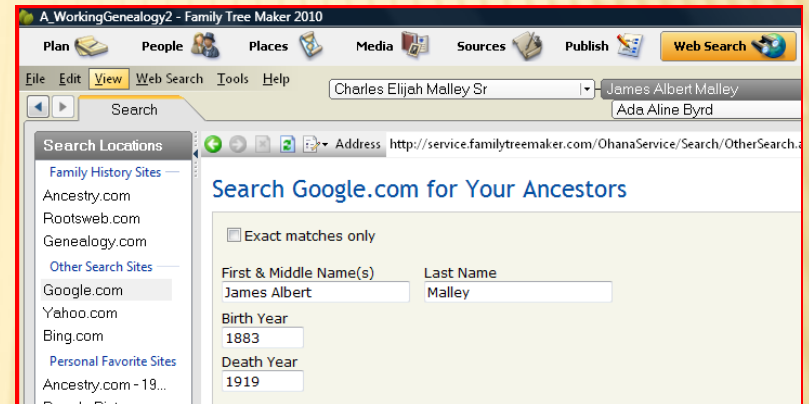 A_WorkingGenealogy2 - Family Tree Maker 2010
Plan People Places Media Sources Publish Web Search
File Edit View Web Search Tools Help
Charles Elijah Malley Sr
James Albert Malley
Ada Aline Byrd
Search
Search Locations
Address http://service.familytreemaker.com/OhanaService/Search/OtherSearch.a
Family History Sites
Ancestry.com
Rootsweb.com
Genealogy.com
Other Search Sites
Google.com
Yahoo.com
Bing.com
Personal Favorite Sites
Ancestry.com - 19...
Search Google.com for Your Ancestors
Exact matches only
First & Middle Name(s) Last Name
James Albert Malley
Birth Year
1883
Death Year
1919